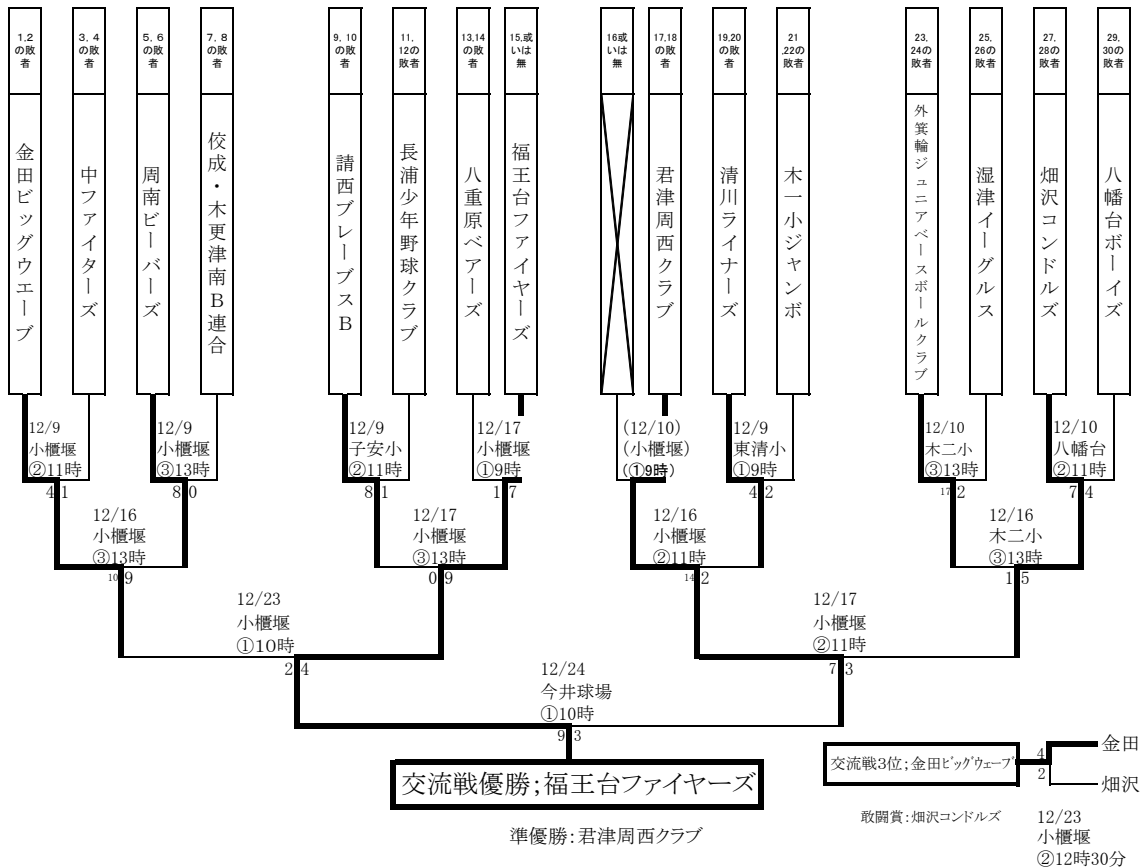 1,2の敗者
3,4の敗者
5,6の敗者
7,8の敗者
9,10の敗者
11,12の敗者
13,14の敗者
15,或いは無
16或いは無
17,18の敗者
19,20の敗者
21,22の敗者
23,24の敗者
25,26の敗者
27,28の敗者
29,30の敗者
金田ビッグウエーブ
中ファイターズ
周南ビーバーズ
佼成・木更津南B連合
請西ブレーブスB
長浦少年野球クラブ
八重原ベアーズ
福王台ファイヤーズ
君津周西クラブ
清川ライナーズ
木一小ジャンボ
外箕輪ジュニアベースボールクラブ
湿津イーグルス
畑沢コンドルズ
八幡台ボーイズ
12/9
小櫃堰
②11時
4 1
12/9
小櫃堰
③13時
8 0
12/9
子安小
②11時
8 1
12/17
小櫃堰
①9時
1 7
(12/10)
(小櫃堰)
(①9時)
12/9
東清小
①9時
4 2
12/10
木二小
③13時
17 2
12/10
八幡台
②11時
7 4
12/16
小櫃堰
③13時
10 9
12/17
小櫃堰
③13時
0 9
12/16
小櫃堰
②11時
14 2
12/16
木二小
③13時
1 5
12/23
小櫃堰
①10時
2 4
12/17
小櫃堰
②11時
7 3
12/24
今井球場
①10時
9 3
交流戦優勝;福王台ファイヤーズ
準優勝:君津周西クラブ
交流戦3位;金田ビッグウェーブ
4
2
金田
畑沢
敢闘賞:畑沢コンドルズ
12/23
小櫃堰
②12時30分